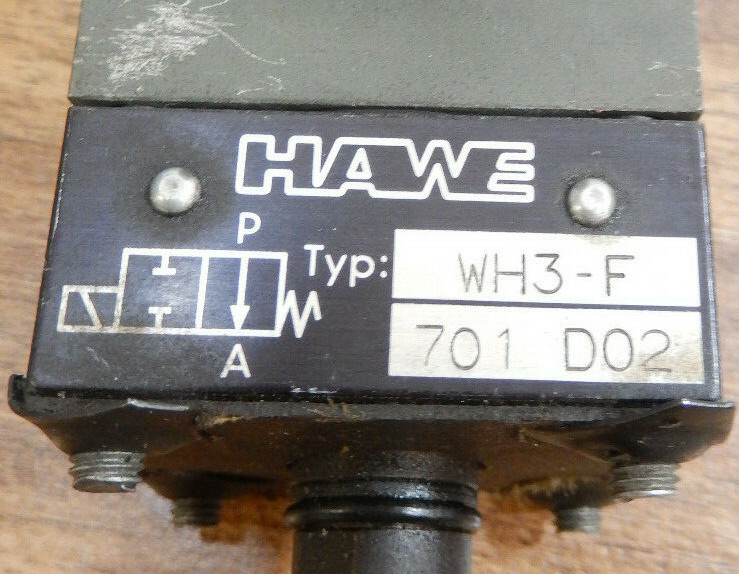 HAWE
P
Typ: WH3-F
701 D02
A